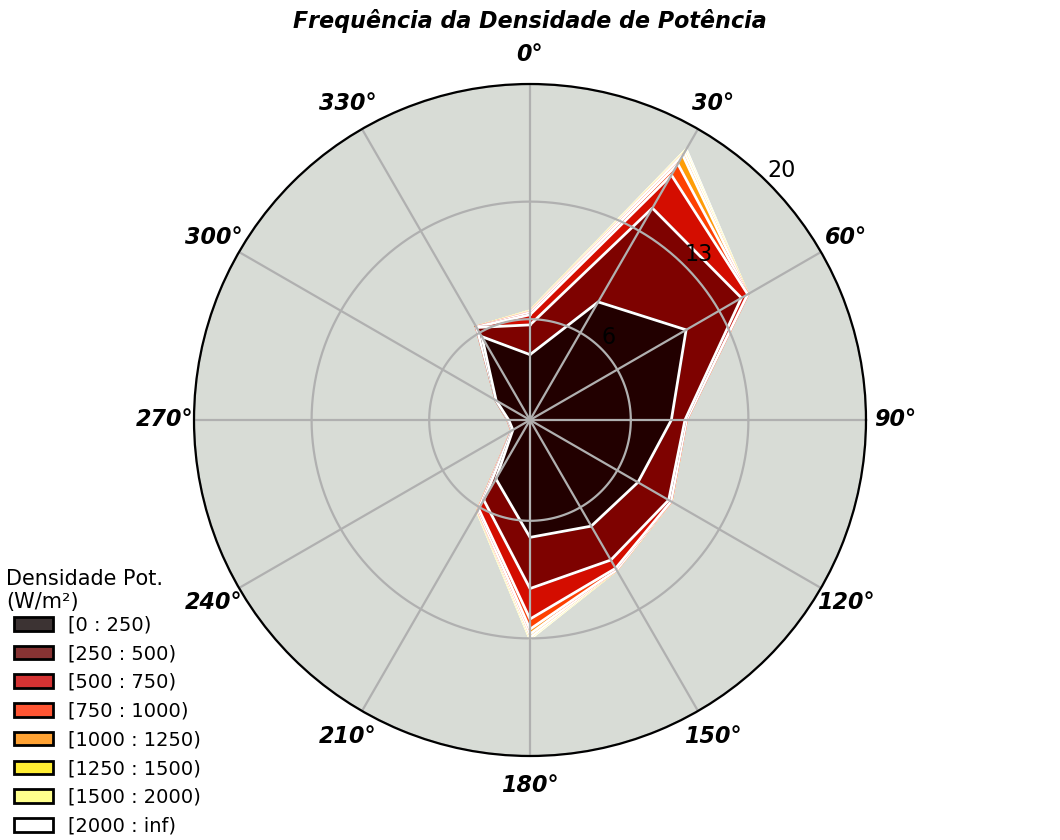 Frequência da Densidade de Potência
0°
30°
60°
90°
120°
150°
180°
210°
240°
270°
300°
330°
6
13
20
Densidade Pot.
(W/m²)
[0 : 250)
[250 : 500)
[500 : 750)
[750 : 1000)
[1000 : 1250)
[1250 : 1500)
[1500 : 2000)
[2000 : inf)